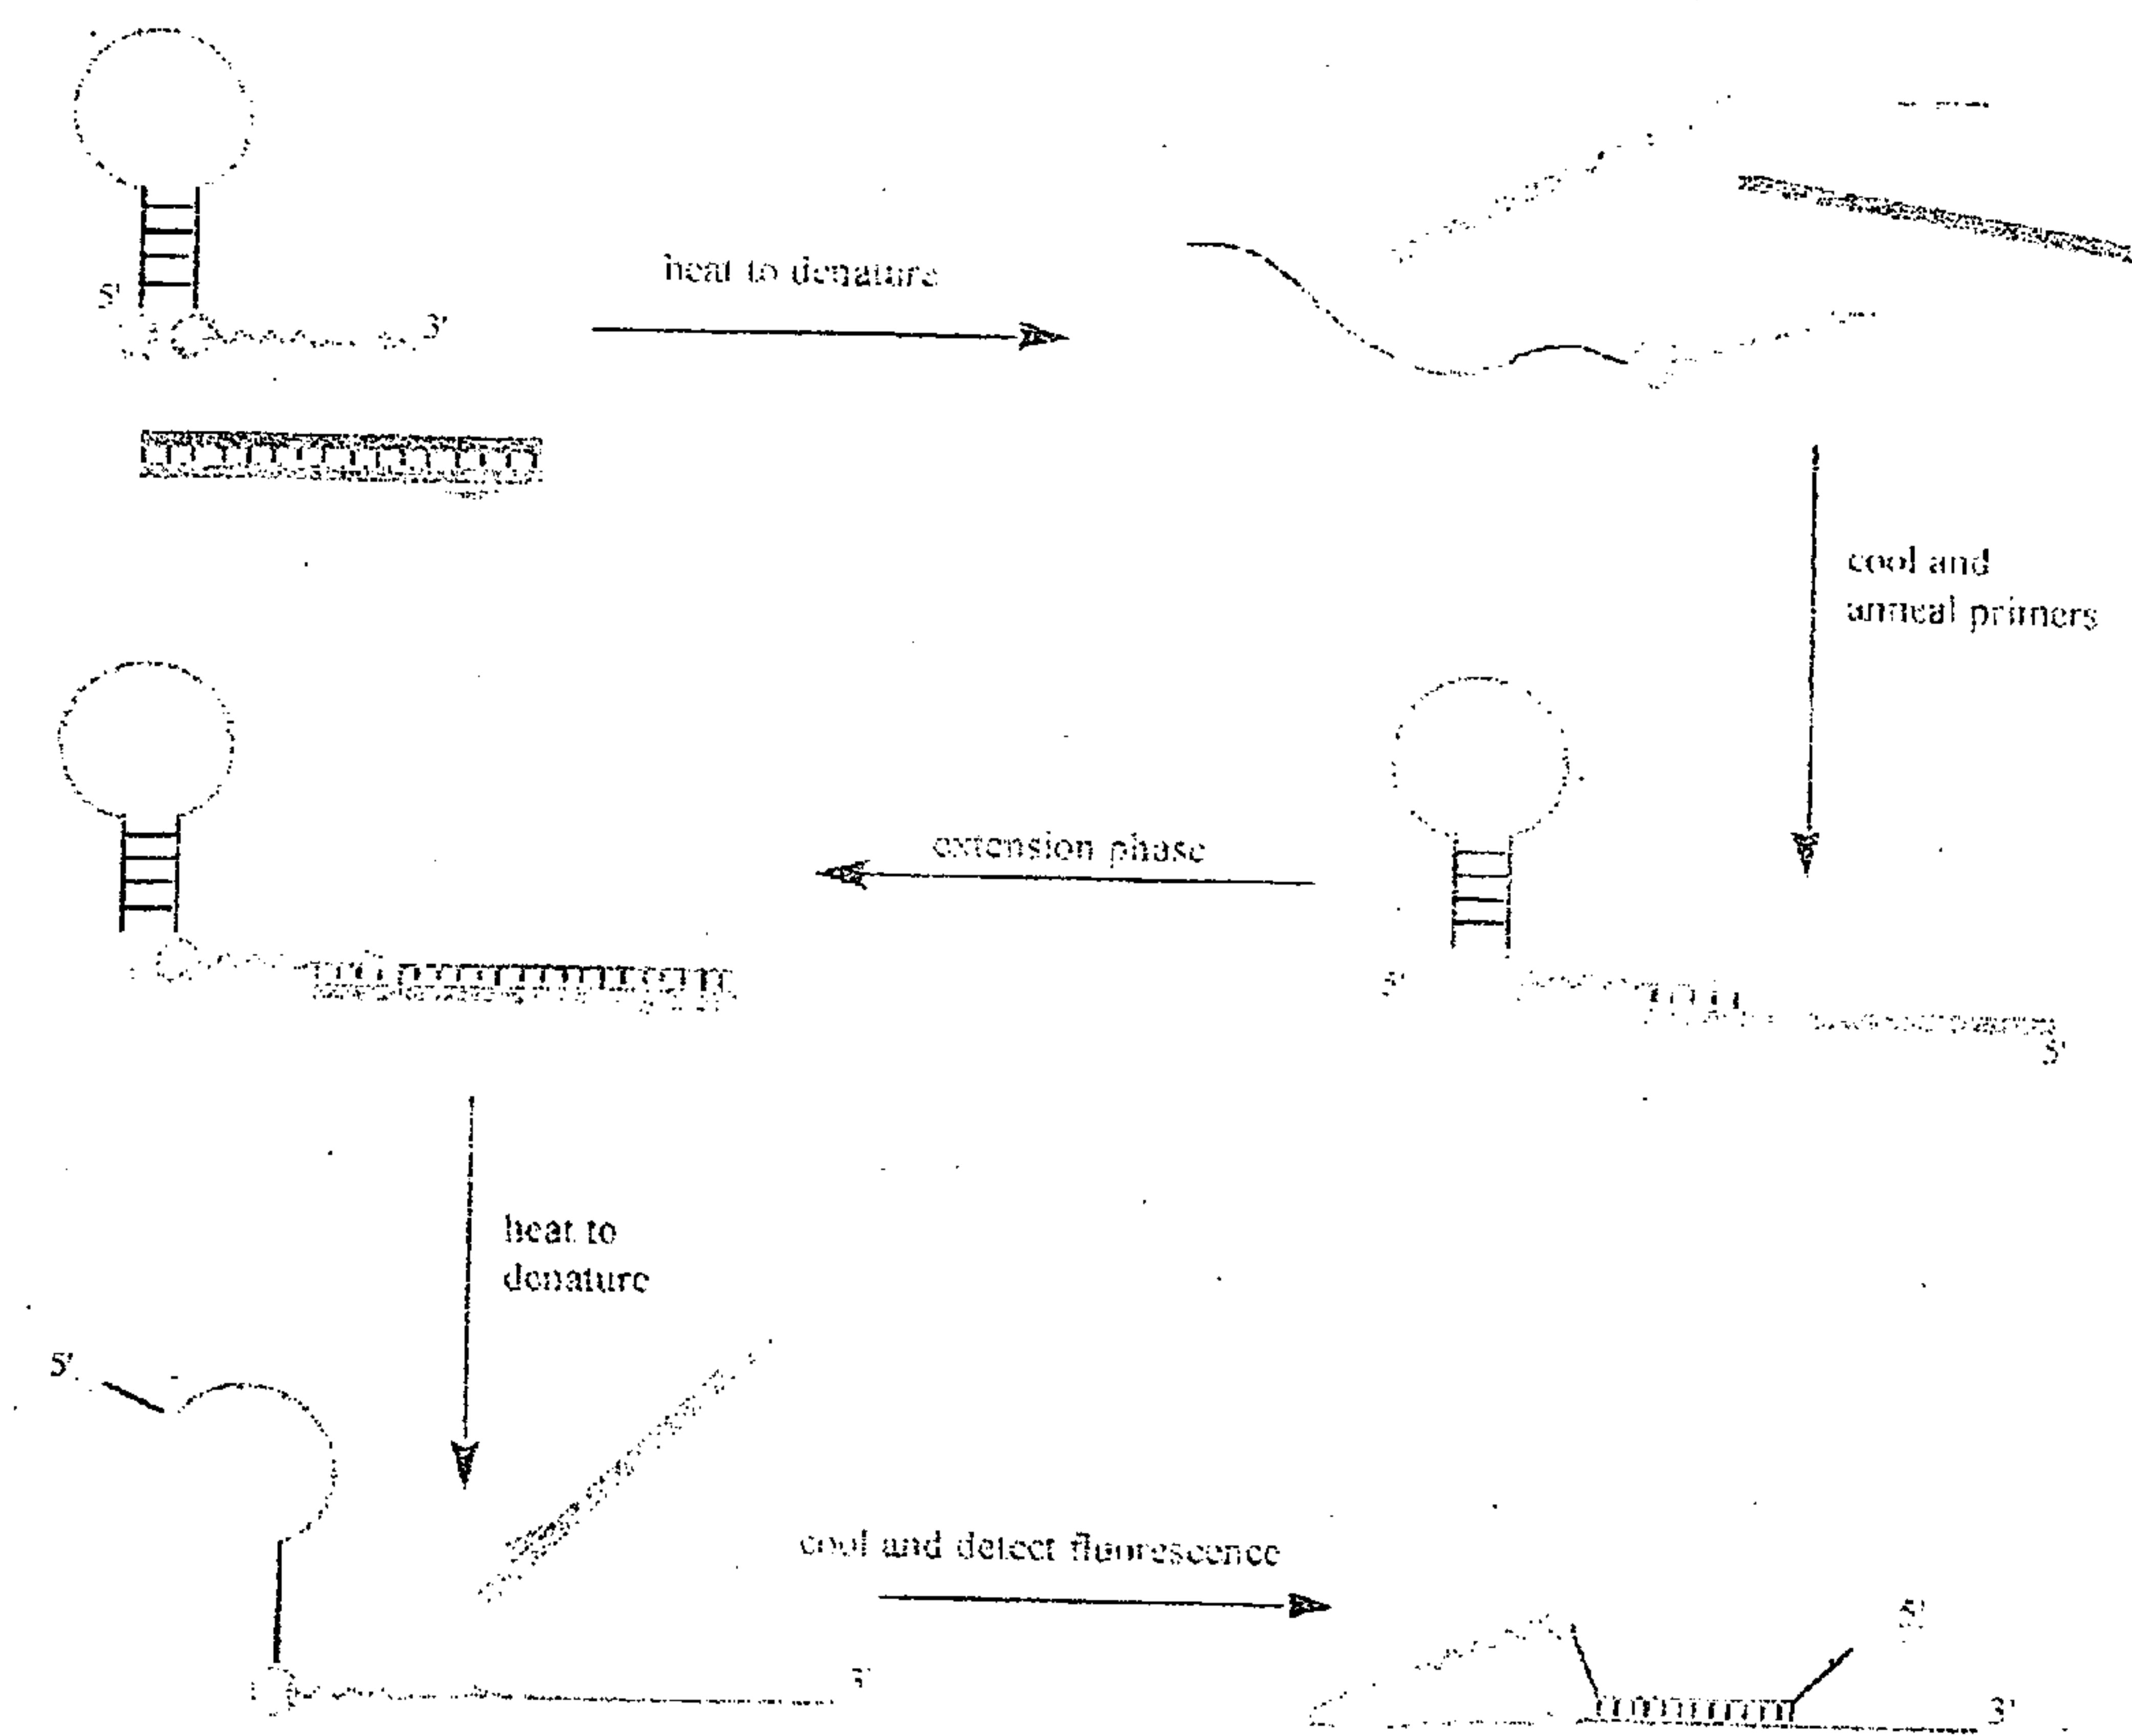 5'
3'
heat to denature
cool and
anneal primers
extension phase
5'
5'
heat to
denature
5'
3'
cool and detect fluorescence
5'
3'